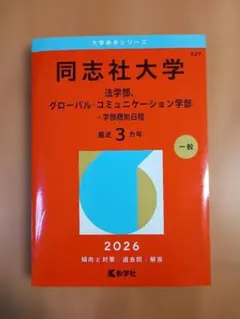 大学赤本シリーズ
527
同志社大学
法学部、
グローバル・コミュニケーション学部
－学部個別日程
最近3カ年
一般
2026
傾向と対策 過去問 解答
教学社